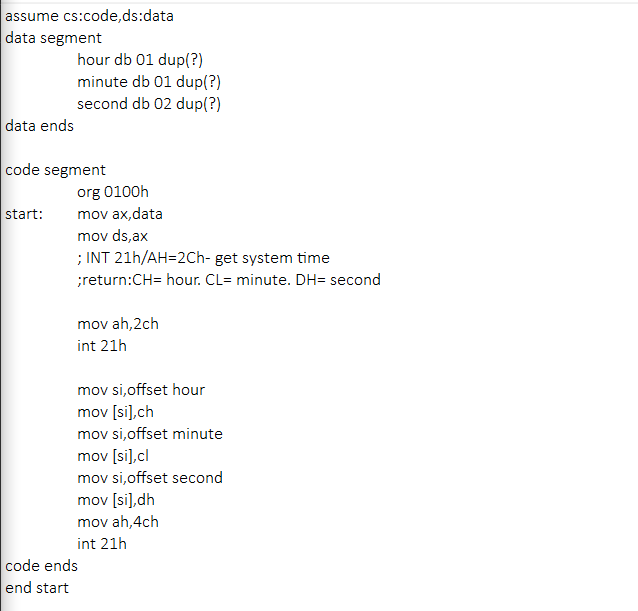 assume cs:code,ds:data
data segment
hour db 01 dup(?)
minute db 01 dup(?)
second db 02 dup(?)
data ends
code segment
org 0100h
start: mov ax,data
mov ds,ax
; INT 21h/AH=2Ch- get system time
;return:CH= hour. CL= minute. DH= second
mov ah,2ch
int 21h
mov si,offset hour
mov [si],ch
mov si,offset minute
mov [si],cl
mov si,offset second
mov [si],dh
mov ah,4ch
int 21h
code ends
end start